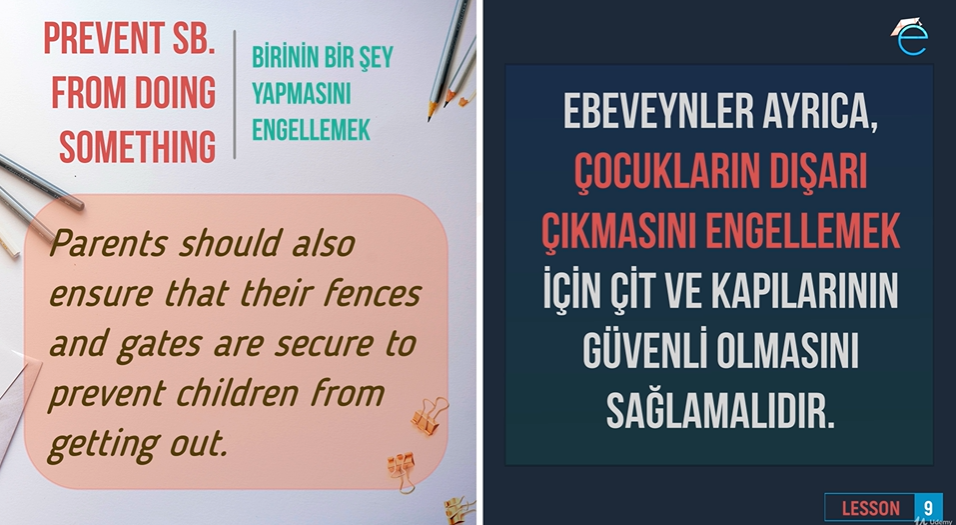 PREVENT SB.
FROM DOING
SOMETHING
BİRİNİN BİR ŞEY
YAPMASINI
ENGELLEMEK
Parents should also
ensure that their fences
and gates are secure to
prevent children from
getting out.
e
EBEVEYNLER AYRICA,
ÇOCUKLARIN DIŞARI
ÇIKMASINI ENGELLEMEK
İÇİN ÇİT VE KAPILARININ
GÜVENLİ OLMASINI
SAĞLAMALIDIR.
LESSON 9
Udemy